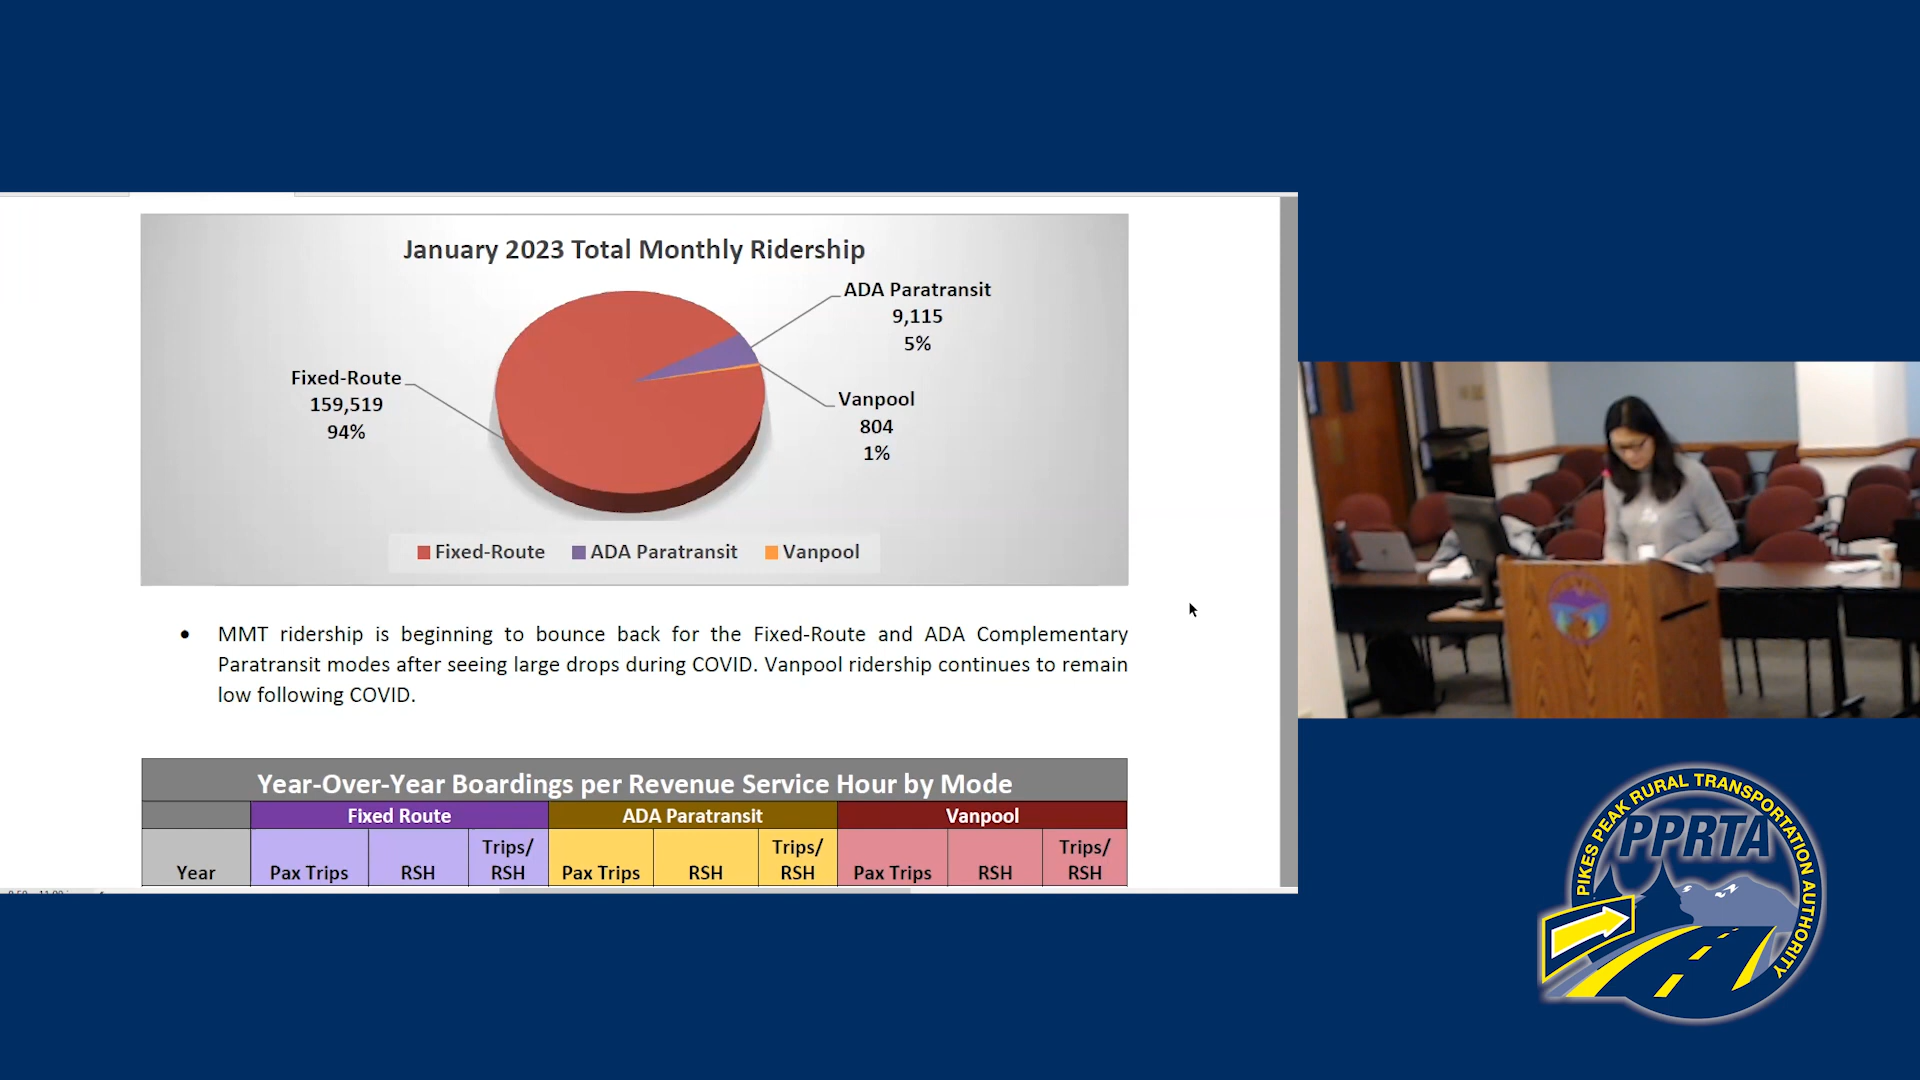 January 2023 Total Monthly Ridership
ADA Paratransit
9,115
5%
Fixed-Route
159,519
94%
Vanpool
804
1%
Fixed-Route ADA Paratransit Vanpool
• MMT ridership is beginning to bounce back for the Fixed-Route and ADA Complementary
Paratransit modes after seeing large drops during COVID. Vanpool ridership continues to remain
low following COVID.
Year-Over-Year Boardings per Revenue Service Hour by Mode
Fixed Route ADA Paratransit Vanpool
Year Pax Trips RSH Trips/ RSH Pax Trips RSH Trips/ RSH Pax Trips RSH Trips/ RSH
PIKES PEAK RURAL TRANSPORTATION AUTHORITY
PPRTA